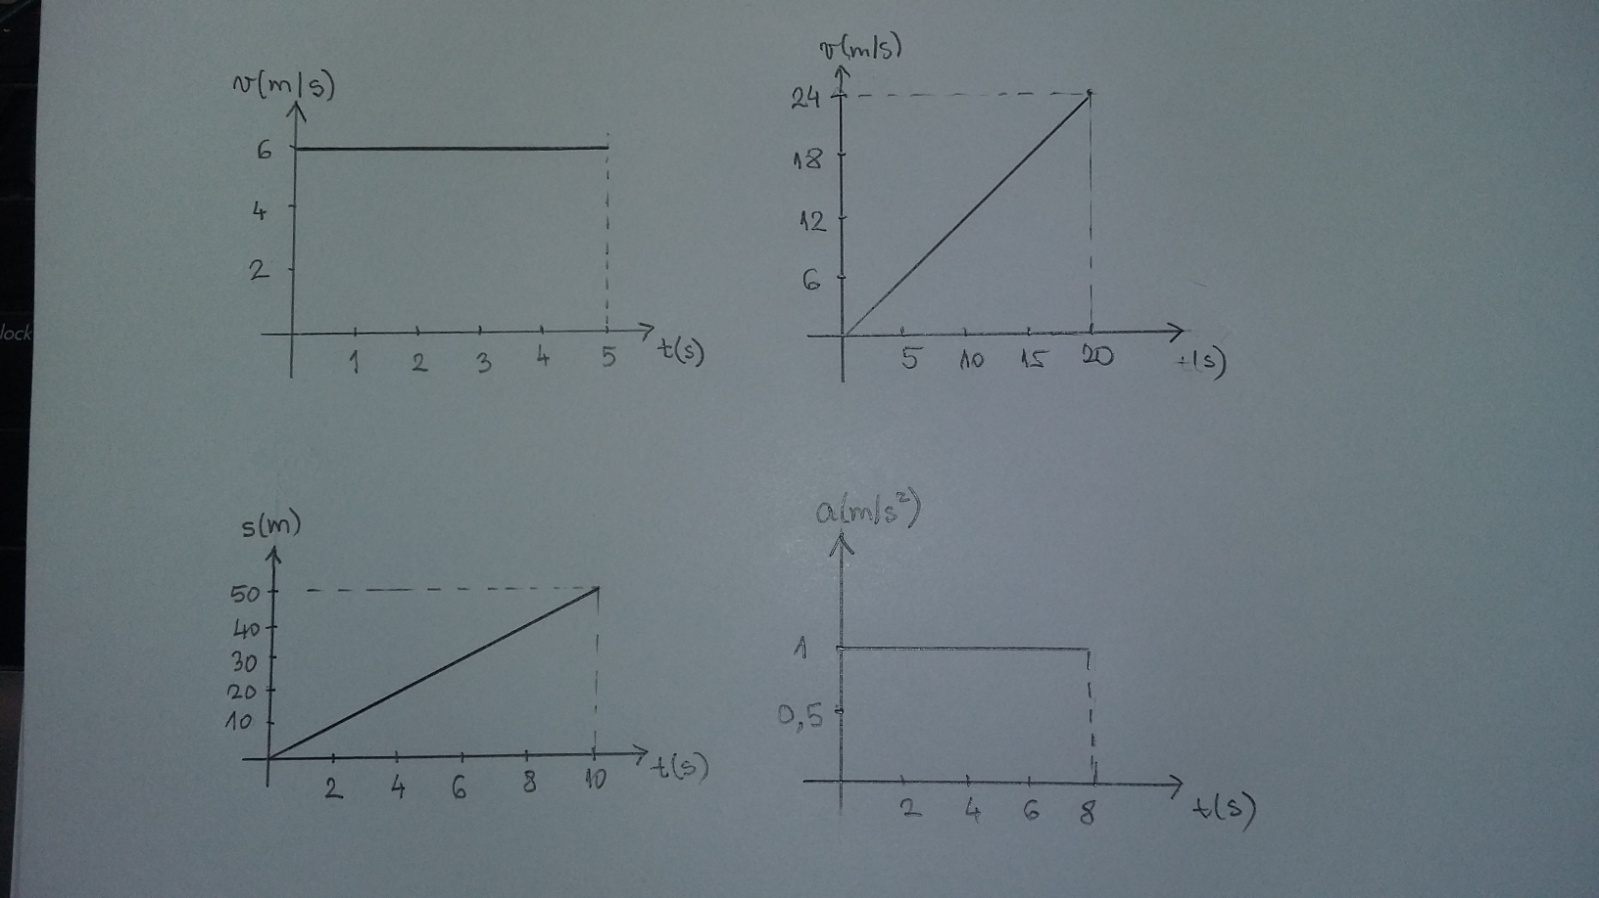 v(m/s)
6
4
2
1 2 3 4 5 t(s)
v(m/s)
24
18
12
6
5 10 15 20 t(s)
s(m)
50
40
30
20
10
2 4 6 8 10 t(s)
a(m/s²)
1
0,5
2 4 6 8 t(s)
lock